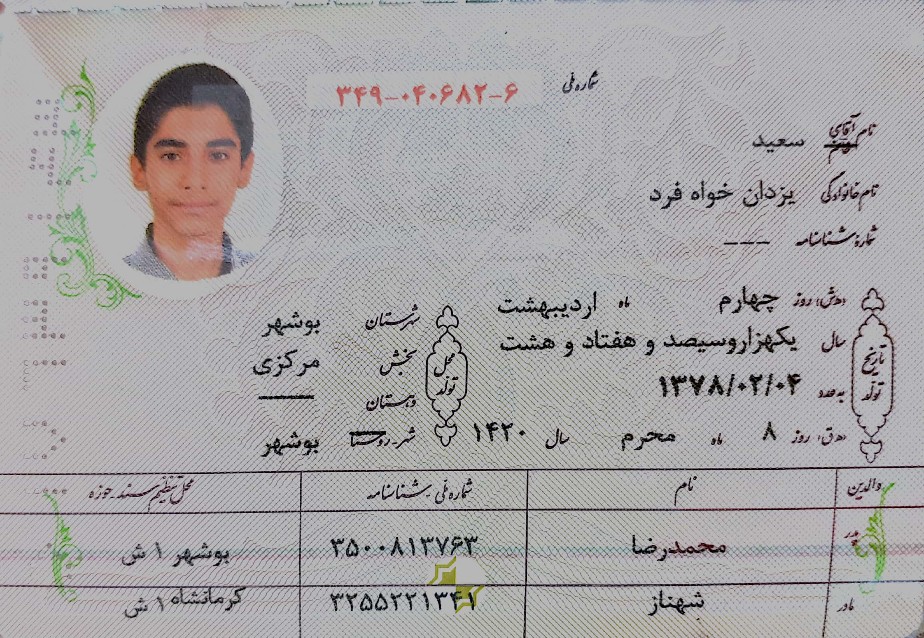 شماره ملی ۳۴۹-۰۴۰۶۸۲-۶
نام آقای سعید
نام خانوادگی یزدان خواه فرد
شماره شناسنامه ---
(ه‍.ش) روز چهارم ماه اردیبهشت
سال یکهزاروسیصد و هفتاد و هشت
به عدد ۱۳۷۸/۰۲/۰۴
(ه‍.ق) روز ۸ ماه محرم سال ۱۴۲۰
تاریخ تولد
محل تولد
شهرستان بوشهر
بخش مرکزی
دهستان ———
شهر-روستا بوشهر
والدین نام شماره ملی-شناسنامه محل تنظیم سند-حوزه
پدر محمدرضا ۳۵۰۰۸۱۳۷۶۳ بوشهر ۱ ش
مادر شهناز ۳۲۵۵۲۲۱۳۴۱ کرمانشاه ۱ ش